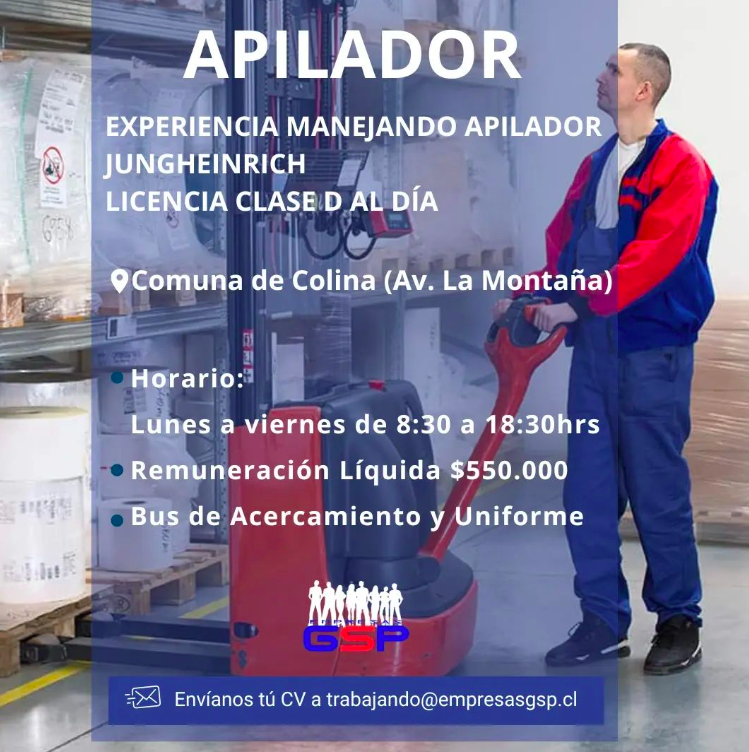 APILADOR
EXPERIENCIA MANEJANDO APILADOR
JUNGHEINRICH
LICENCIA CLASE D AL DÍA
Comuna de Colina (Av. La Montaña)
Horario:
Lunes a viernes de 8:30 a 18:30hrs
Remuneración Líquida $550.000
Bus de Acercamiento y Uniforme
GSP
Envíanos tú CV a trabajando@empresasgsp.cl